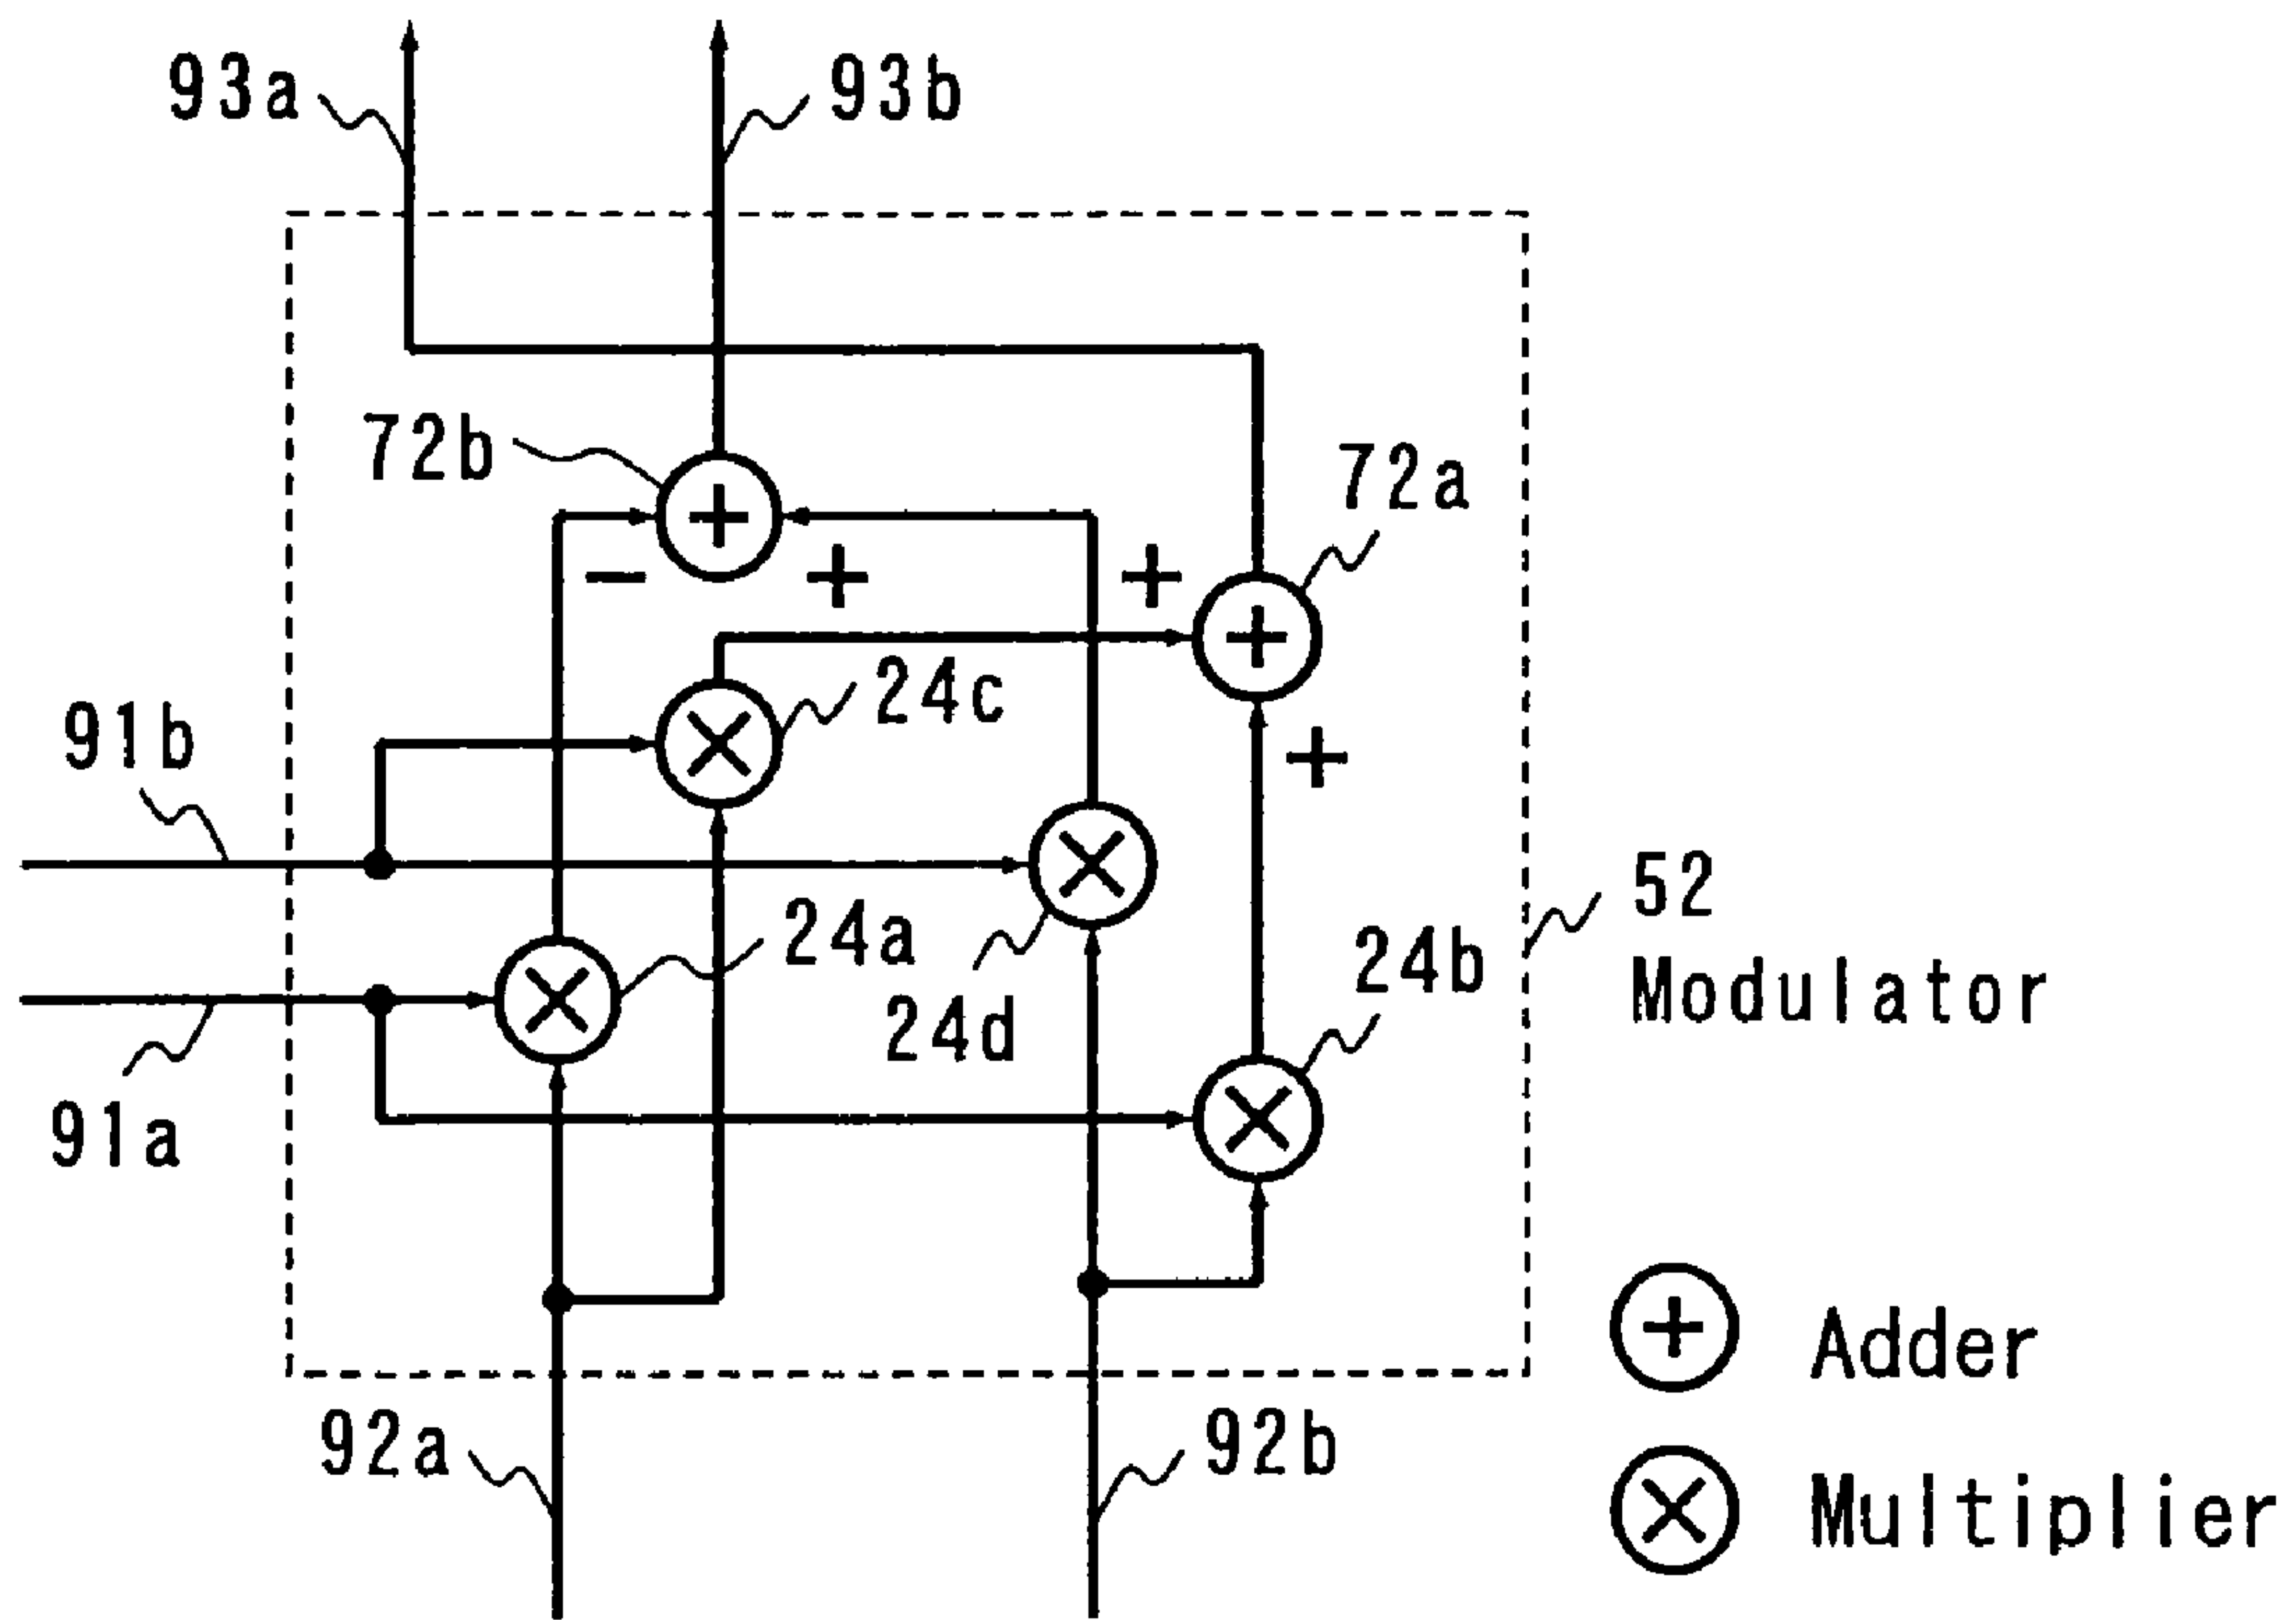 93a
93b
72b
72a
24c
91b
24a
24d
24b
52
Modulator
91a
92a
92b
Adder
Multiplier